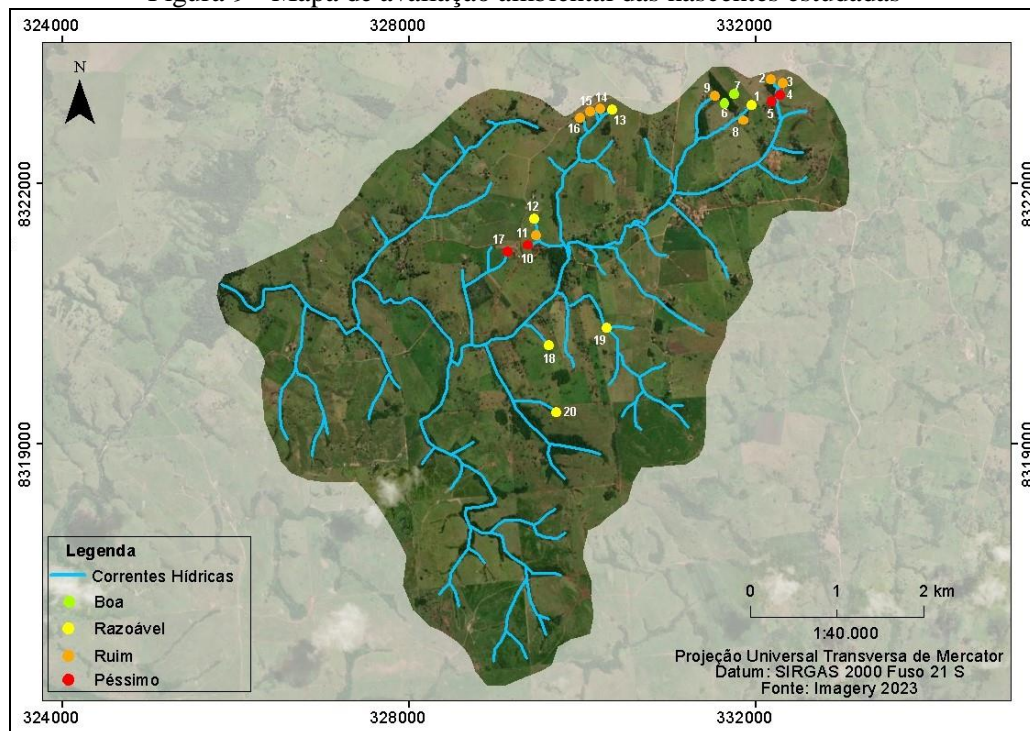 Figura 9 - Mapa de avaliação ambiental das nascentes estudadas
324000 328000 332000
N
2
3
7
9
4
1
15 14
6
5
16
13
8
8322000 8322000
12
11
17
10
19
18
20
8319000 8319000
Legenda
Correntes Hídricas
Boa
Razoável
Ruim
Péssimo
0 1 2 km
1:40.000
Projeção Universal Transversa de Mercator
Datum: SIRGAS 2000 Fuso 21 S
Fonte: Imagery 2023
324000 328000 332000